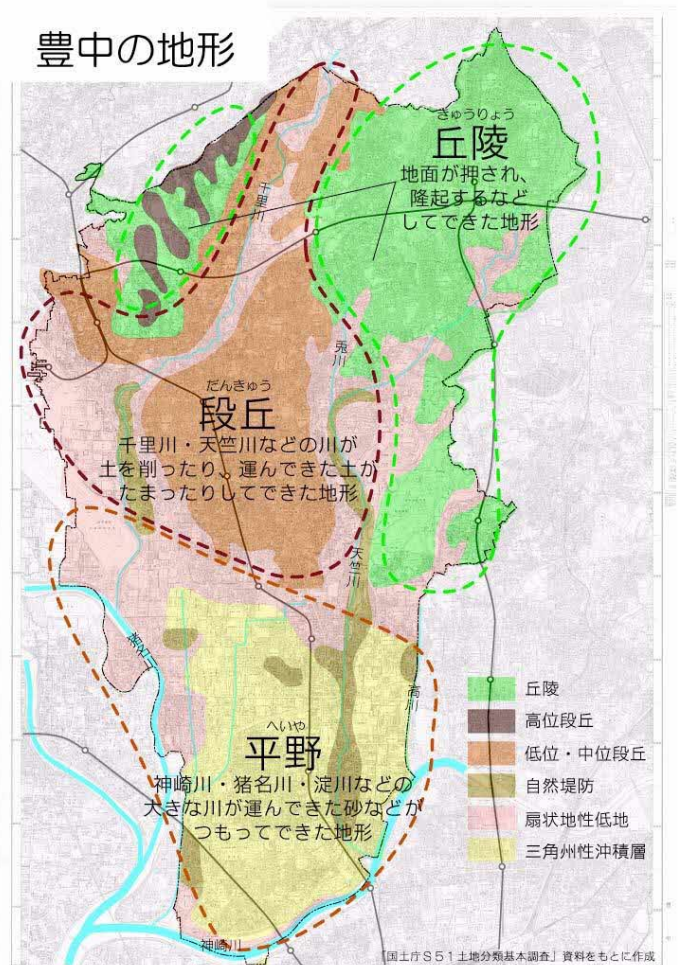 豊中の地形
きゅうりょう
丘陵
地面が押され、
隆起するなど
してできた地形
千里川
兎川
だんきゅう
段丘
千里川・天竺川などの川が
土を削ったり、運んできた土が
たまったりしてできた地形
天竺川
猪名川
高川
へいや
平野
神崎川・猪名川・淀川などの
大きな川が運んできた砂などが
つもってできた地形
神崎川
丘陵
高位段丘
低位・中位段丘
自然堤防
扇状地性低地
三角州性沖積層
「国土庁S51土地分類基本調査」資料をもとに作成